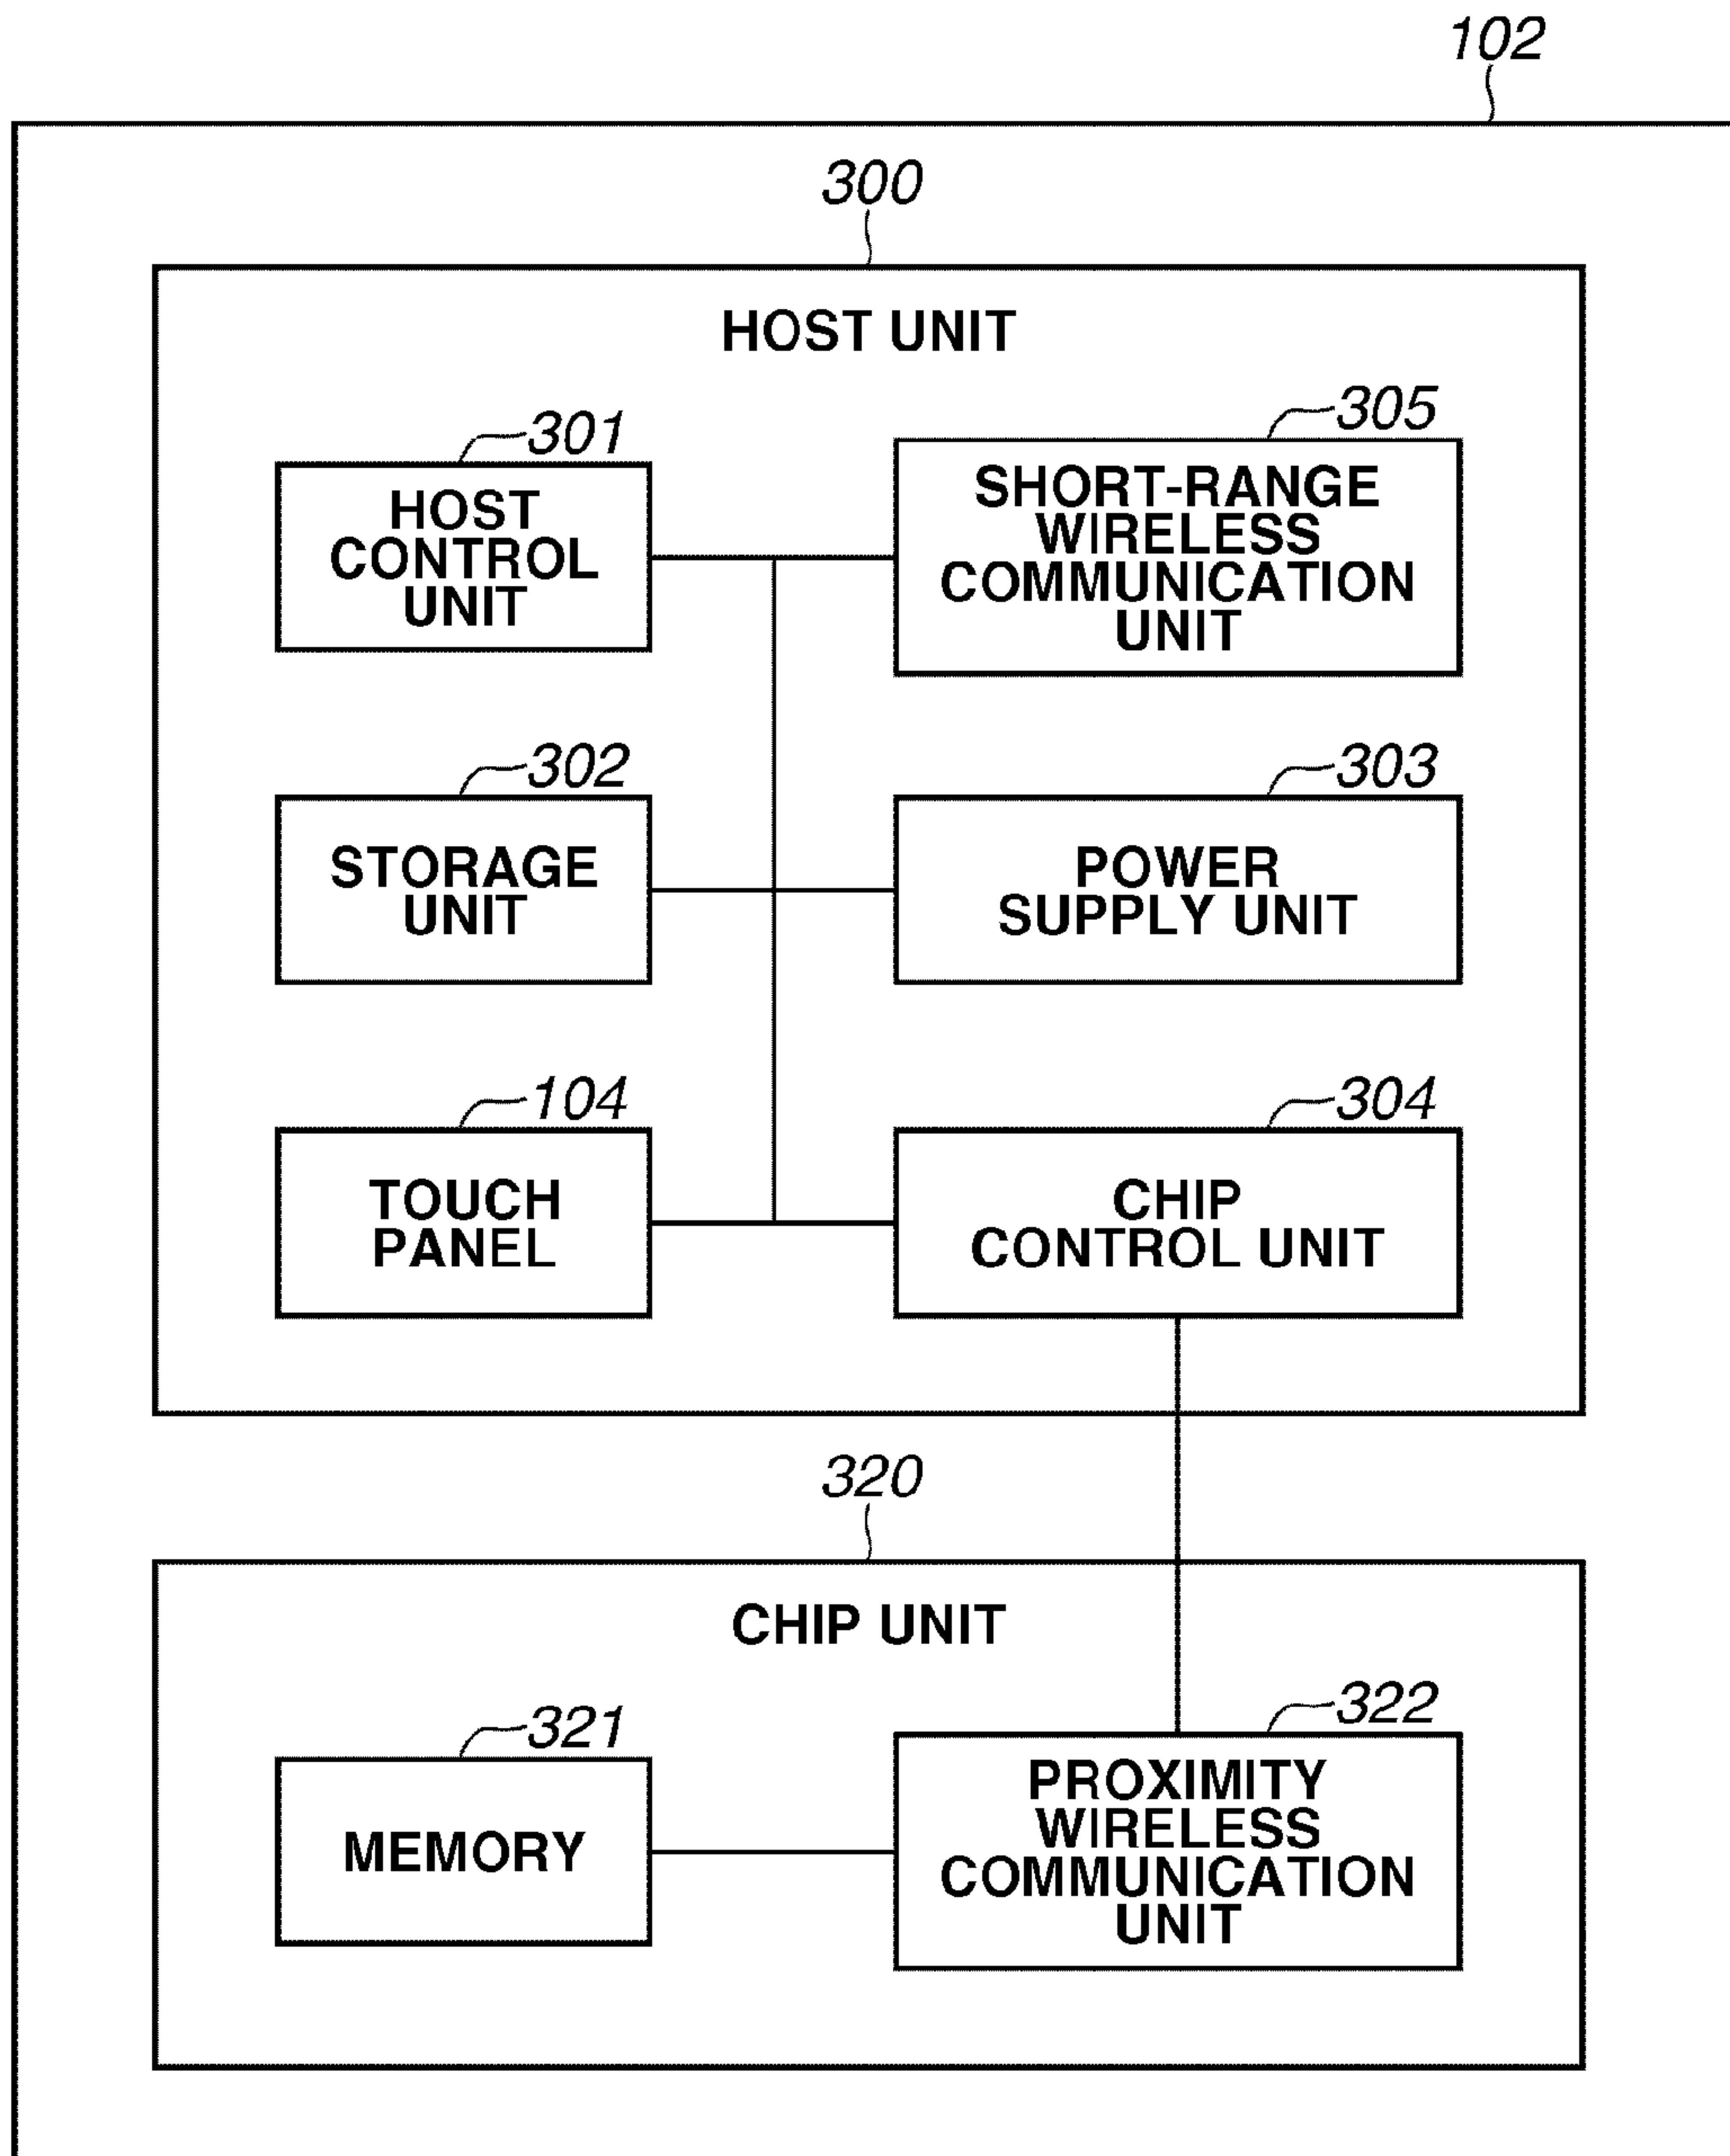 102
300
HOST UNIT
301
HOST
CONTROL
UNIT
305
SHORT-RANGE
WIRELESS
COMMUNICATION
UNIT
302
STORAGE
UNIT
303
POWER
SUPPLY UNIT
104
TOUCH
PANEL
304
CHIP
CONTROL UNIT
320
CHIP UNIT
321
MEMORY
322
PROXIMITY
WIRELESS
COMMUNICATION
UNIT